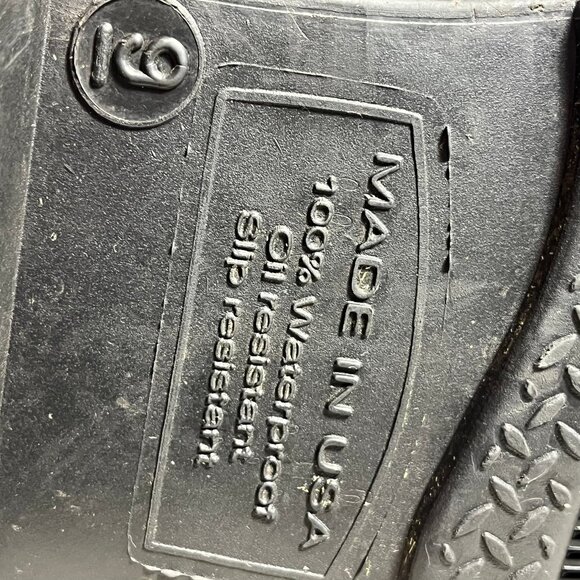 MADE IN USA
100% Waterproof
Oil resistant
Slip resistant